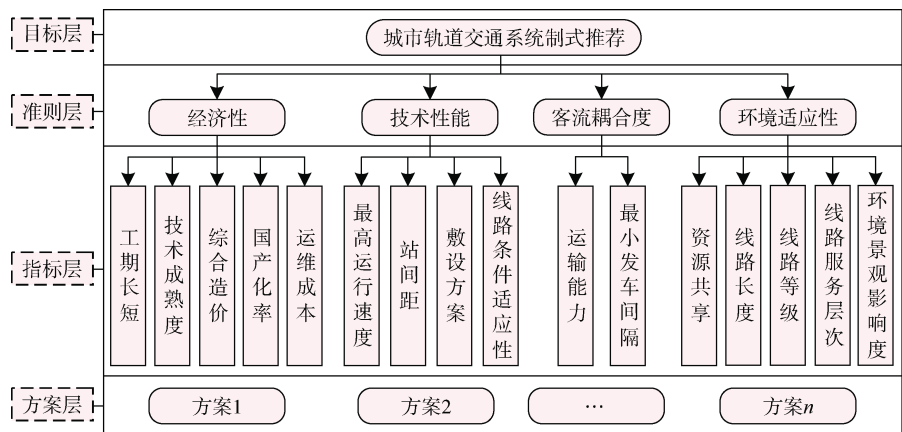 目标层
城市轨道交通系统制式推荐
准则层
经济性
技术性能
客流耦合度
环境适应性
指标层
工期长短
技术成熟度
综合造价
国产化率
运维成本
最高运行速度
站间距
敷设方案
线路条件适应性
运输能力
最小发车间隔
资源共享
线路长度
线路等级
线路服务层次
环境景观影响度
方案层
方案1
方案2
…
方案n